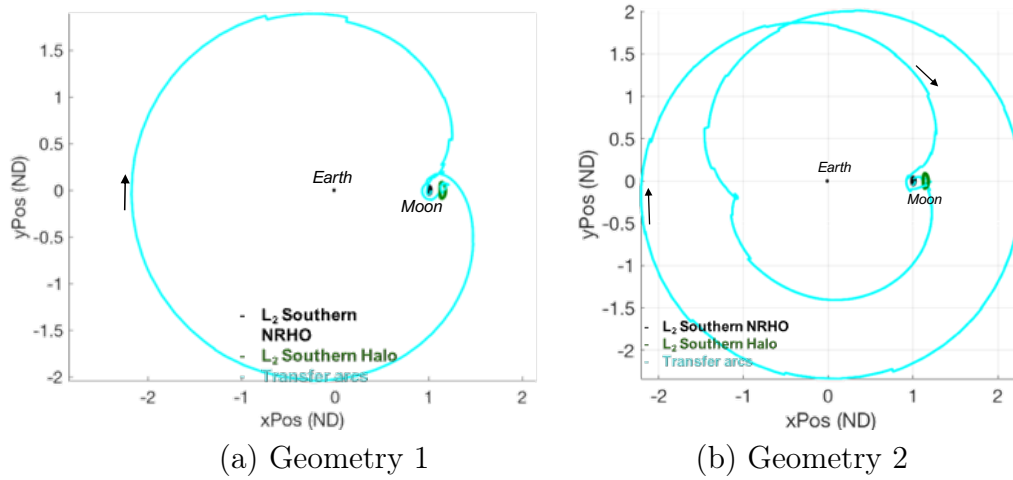 1.5
1
0.5
0
-0.5
-1
-1.5
-2
yPos (ND)
Earth
Moon
- L₂ Southern
NRHO
- L₂ Southern Halo
Transfer arcs
-2 -1 0 1 2
xPos (ND)
(a) Geometry 1
2
1.5
1
0.5
0
-0.5
-1
-1.5
-2
yPos (ND)
Earth
Moon
- L₂ Southern NRHO
- L₂ Southern Halo
- Transfer arcs
-2 -1 0 1 2
xPos (ND)
(b) Geometry 2